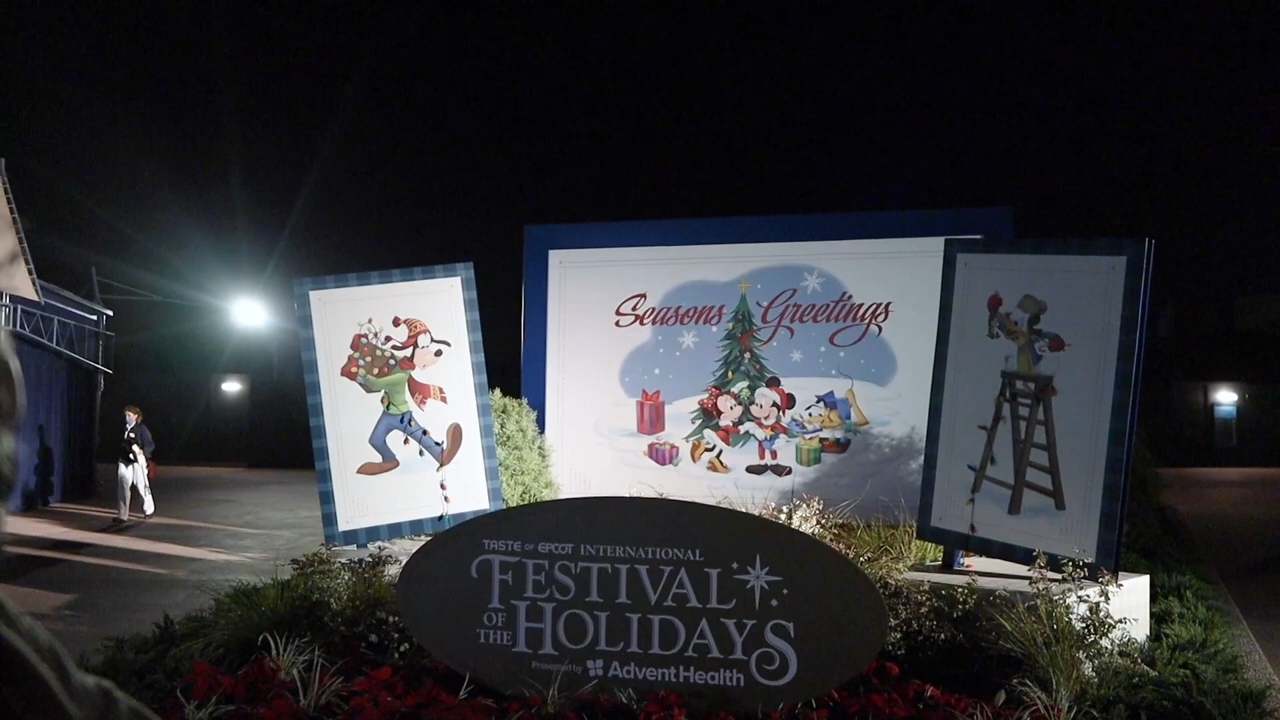 Seasons Greetings
TASTE OF EPCOT INTERNATIONAL
FESTIVAL
OF THE HOLIDAYS
Presented by AdventHealth